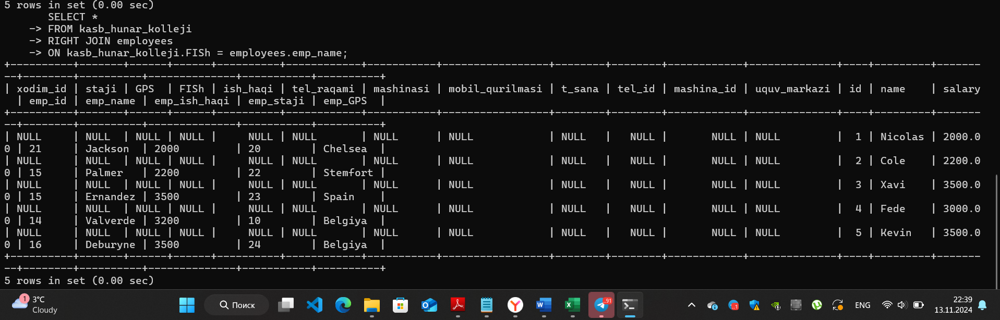 5 rows in set (0.00 sec)
SELECT *
-> FROM kasb_hunar_kolleji
-> RIGHT JOIN employees
-> ON kasb_hunar_kolleji.FISh = employees.emp_name;
+---------+-------+------+------+----------+------------+-----------+-----------------+--------+--------+------------+--------------+----+---------+-------
--+--------+----------+--------------+-----------+----------+
| xodim_id | staji | GPS | FISh | ish_haqi | tel_raqami | mashinasi | mobil_qurilmasi | t_sana | tel_id | mashina_id | uquv_markazi | id | name | salary
| emp_id | emp_name | emp_ish_haqi | emp_staji | emp_GPS |
+---------+-------+------+------+----------+------------+-----------+-----------------+--------+--------+------------+--------------+----+---------+-------
--+--------+----------+--------------+-----------+----------+
| NULL | NULL | NULL | NULL | NULL | NULL | NULL | NULL | NULL | NULL | NULL | NULL | 1 | Nicolas | 2000.0
0 | 21 | Jackson | 2000 | 20 | Chelsea |
| NULL | NULL | NULL | NULL | NULL | NULL | NULL | NULL | NULL | NULL | NULL | NULL | 2 | Cole | 2200.0
0 | 15 | Palmer | 2200 | 22 | Stemfort |
| NULL | NULL | NULL | NULL | NULL | NULL | NULL | NULL | NULL | NULL | NULL | NULL | 3 | Xavi | 3500.0
0 | 15 | Ernandez | 3500 | 23 | Spain |
| NULL | NULL | NULL | NULL | NULL | NULL | NULL | NULL | NULL | NULL | NULL | NULL | 4 | Fede | 3000.0
0 | 14 | Valverde | 3200 | 10 | Belgiya |
| NULL | NULL | NULL | NULL | NULL | NULL | NULL | NULL | NULL | NULL | NULL | NULL | 5 | Kevin | 3500.0
0 | 16 | Deburyne | 3500 | 24 | Belgiya |
+---------+-------+------+------+----------+------------+-----------+-----------------+--------+--------+------------+--------------+----+---------+-------
--+--------+----------+--------------+-----------+----------+
5 rows in set (0.00 sec)
1 3°C
Cloudy
Поиск
..91
..1
ENG
22:39
13.11.2024